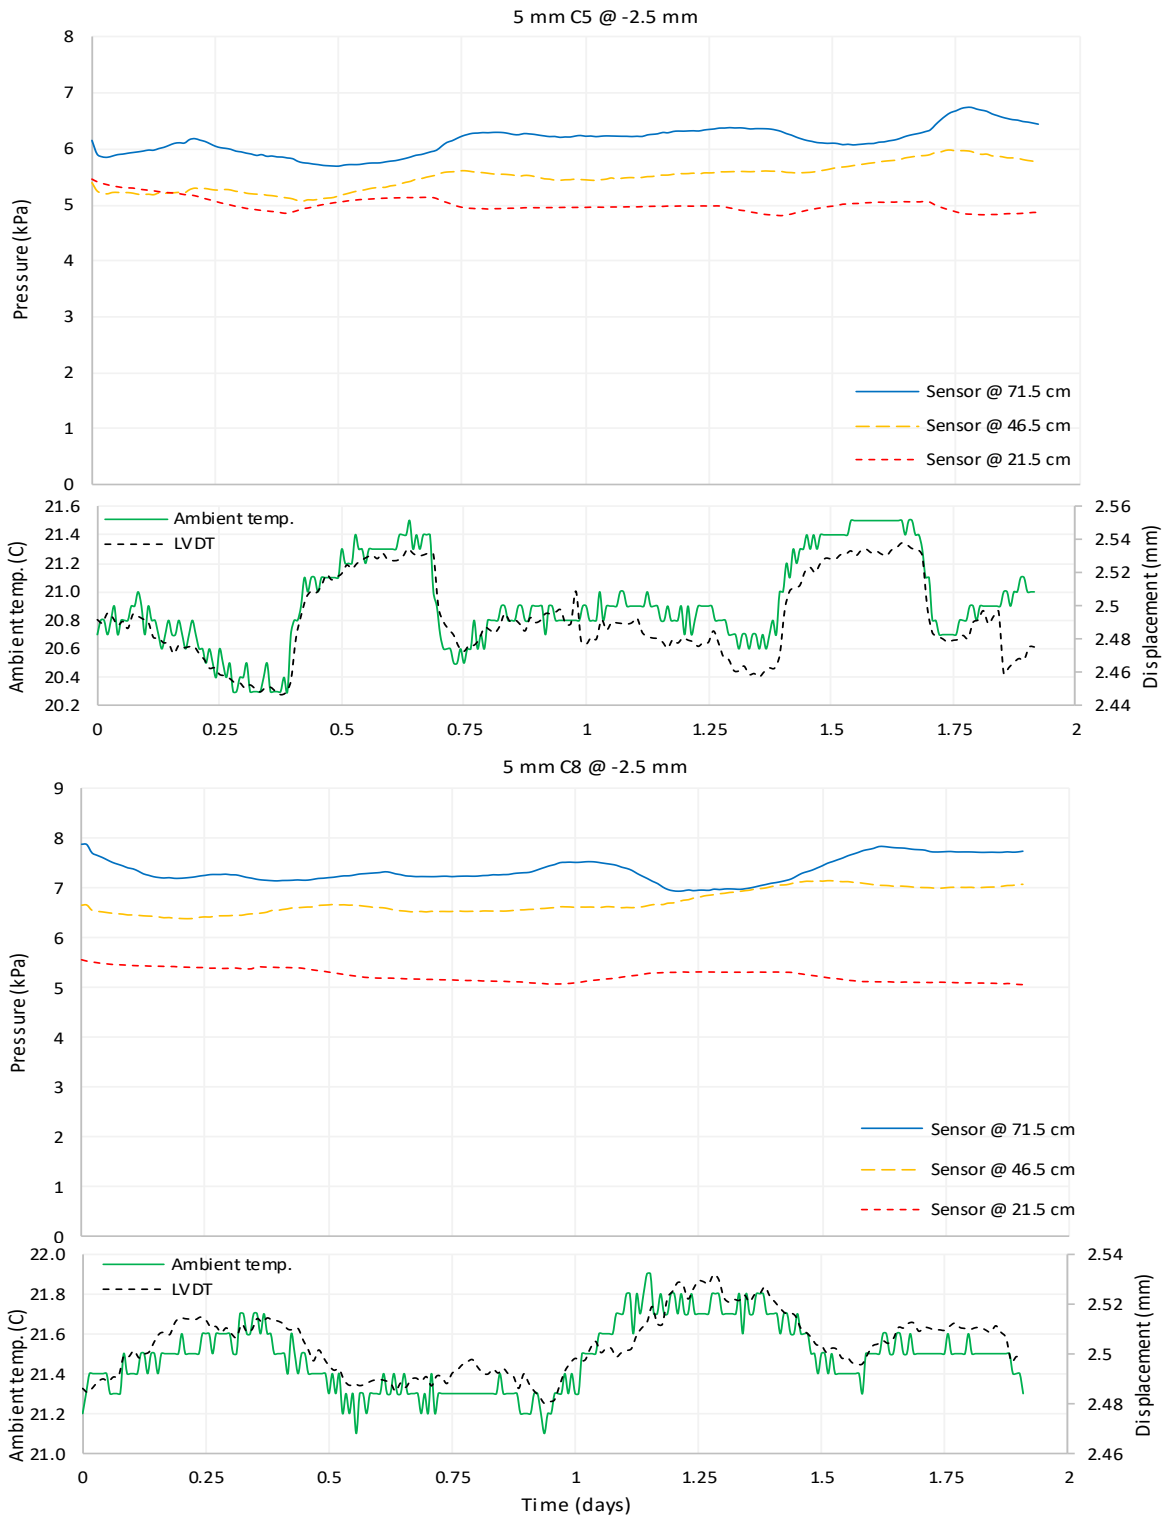 5 mm C5 @ -2.5 mm
8
7
6
5
4
3
2
1
0
Pressure (kPa)
Sensor @ 71.5 cm
Sensor @ 46.5 cm
Sensor @ 21.5 cm
21.6
21.4
21.2
21.0
20.8
20.6
20.4
20.2
Ambient temp. (C)
Ambient temp.
LVDT
2.56
2.54
2.52
2.5
2.48
2.46
2.44
Displacement (mm)
0 0.25 0.5 0.75 1 1.25 1.5 1.75 2
5 mm C8 @ -2.5 mm
9
8
7
6
5
4
3
2
1
0
Pressure (kPa)
Sensor @ 71.5 cm
Sensor @ 46.5 cm
Sensor @ 21.5 cm
22.0
21.8
21.6
21.4
21.2
21.0
Ambient temp. (C)
Ambient temp.
LVDT
2.54
2.52
2.5
2.48
2.46
Displacement (mm)
0 0.25 0.5 0.75 1 1.25 1.5 1.75 2
Time (days)